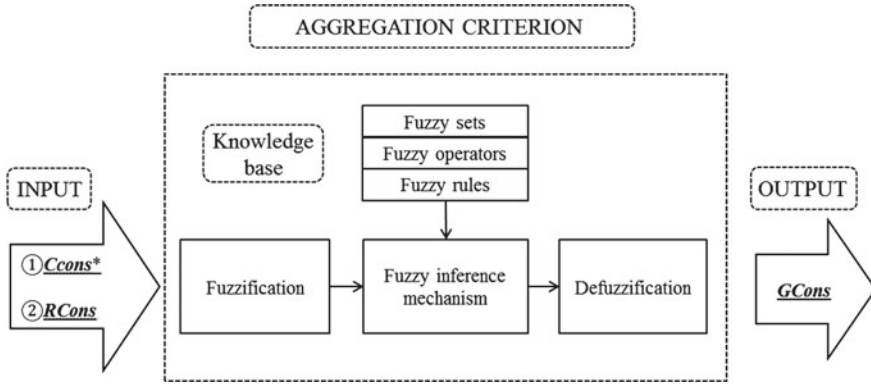 AGGREGATION CRITERION
Knowledge
base
Fuzzy sets
Fuzzy operators
Fuzzy rules
INPUT
①Ccons*
②RCons
Fuzzification
Fuzzy inference
mechanism
Defuzzification
OUTPUT
GCons